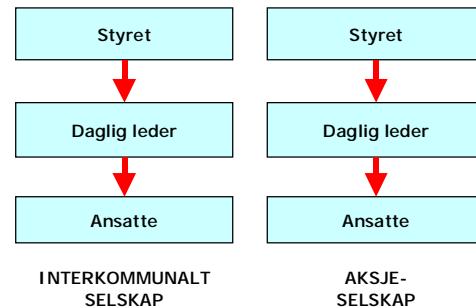 Styret
Daglig leder
Ansatte
INTERKOMMUNALT
SELSKAP
Styret
Daglig leder
Ansatte
AKSJE-
SELSKAP